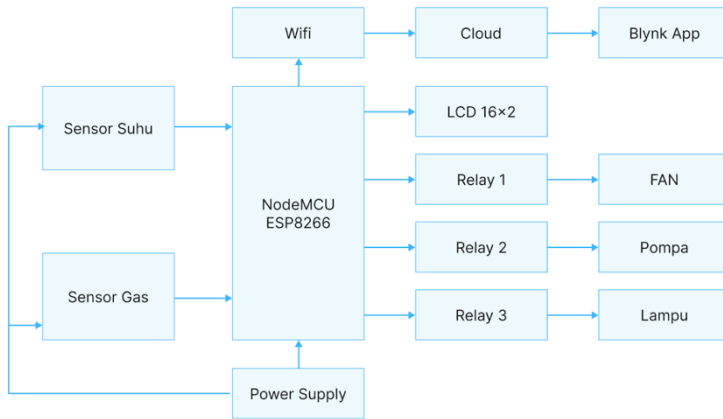 Wifi
Cloud
Blynk App
Sensor Suhu
LCD 16×2
NodeMCU
ESP8266
Relay 1
FAN
Relay 2
Pompa
Sensor Gas
Relay 3
Lampu
Power Supply